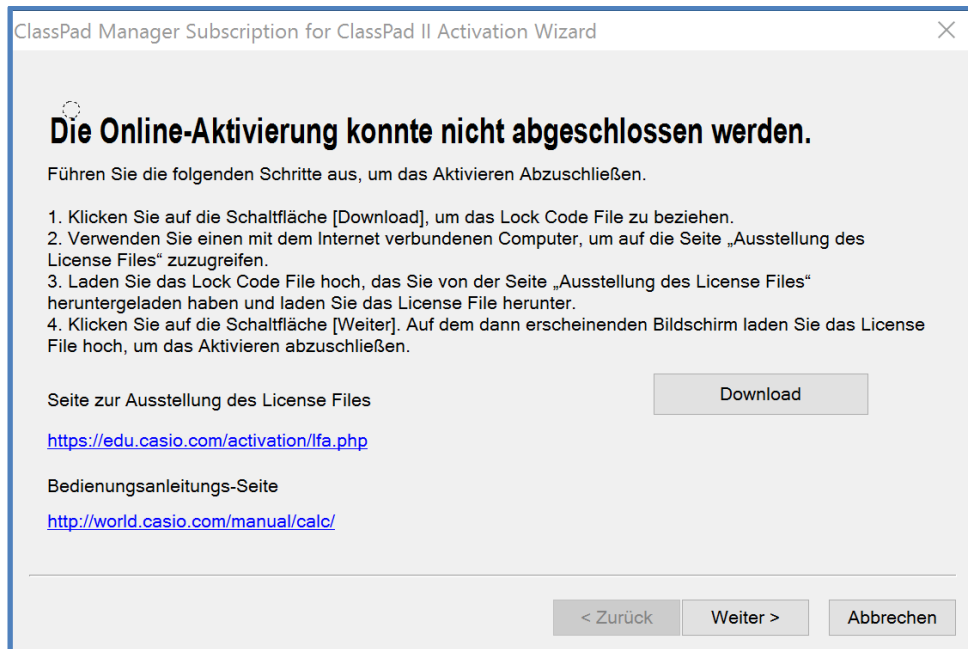 ClassPad Manager Subscription for ClassPad II Activation Wizard
Die Online-Aktivierung konnte nicht abgeschlossen werden.
Führen Sie die folgenden Schritte aus, um das Aktivieren Abzuschließen.
1. Klicken Sie auf die Schaltfläche [Download], um das Lock Code File zu beziehen.
2. Verwenden Sie einen mit dem Internet verbundenen Computer, um auf die Seite „Ausstellung des
License Files“ zuzugreifen.
3. Laden Sie das Lock Code File hoch, das Sie von der Seite „Ausstellung des License Files“
heruntergeladen haben und laden Sie das License File herunter.
4. Klicken Sie auf die Schaltfläche [Weiter]. Auf dem dann erscheinenden Bildschirm laden Sie das License
File hoch, um das Aktivieren abzuschließen.
Download
Seite zur Ausstellung des License Files
https://edu.casio.com/activation/lfa.php
Bedienungsanleitungs-Seite
http://world.casio.com/manual/calc/
< Zurück Weiter > Abbrechen